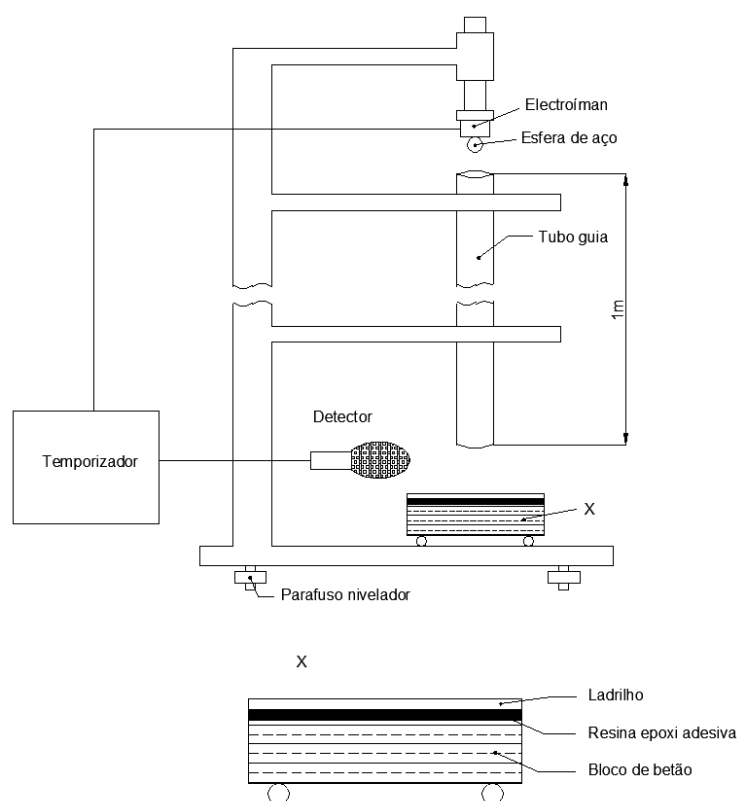 Electroíman
Esfera de aço
Tubo guia
1m
Detector
Temporizador
X
Parafuso nivelador
X
Ladrilho
Resina epoxi adesiva
Bloco de betão